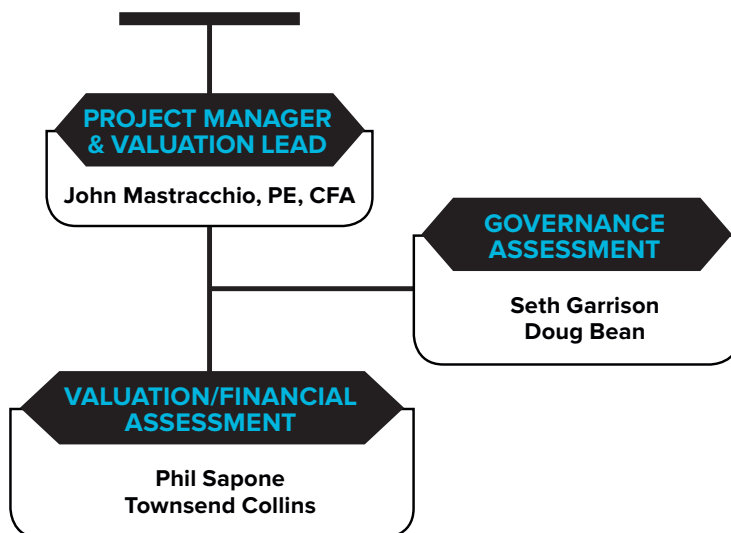 PROJECT MANAGER
& VALUATION LEAD
John Mastracchio, PE, CFA
GOVERNANCE
ASSESSMENT
Seth Garrison
Doug Bean
VALUATION/FINANCIAL
ASSESSMENT
Phil Sapone
Townsend Collins